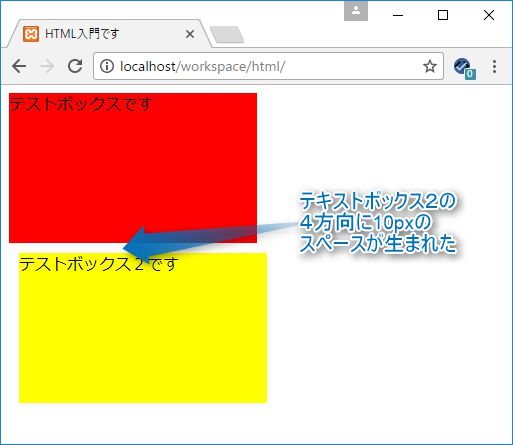 HTML入門です
localhost/workspace/html/
0
テストボックスです
テキストボックス２の
４方向に10pxの
スペースが生まれた
テストボックス２です